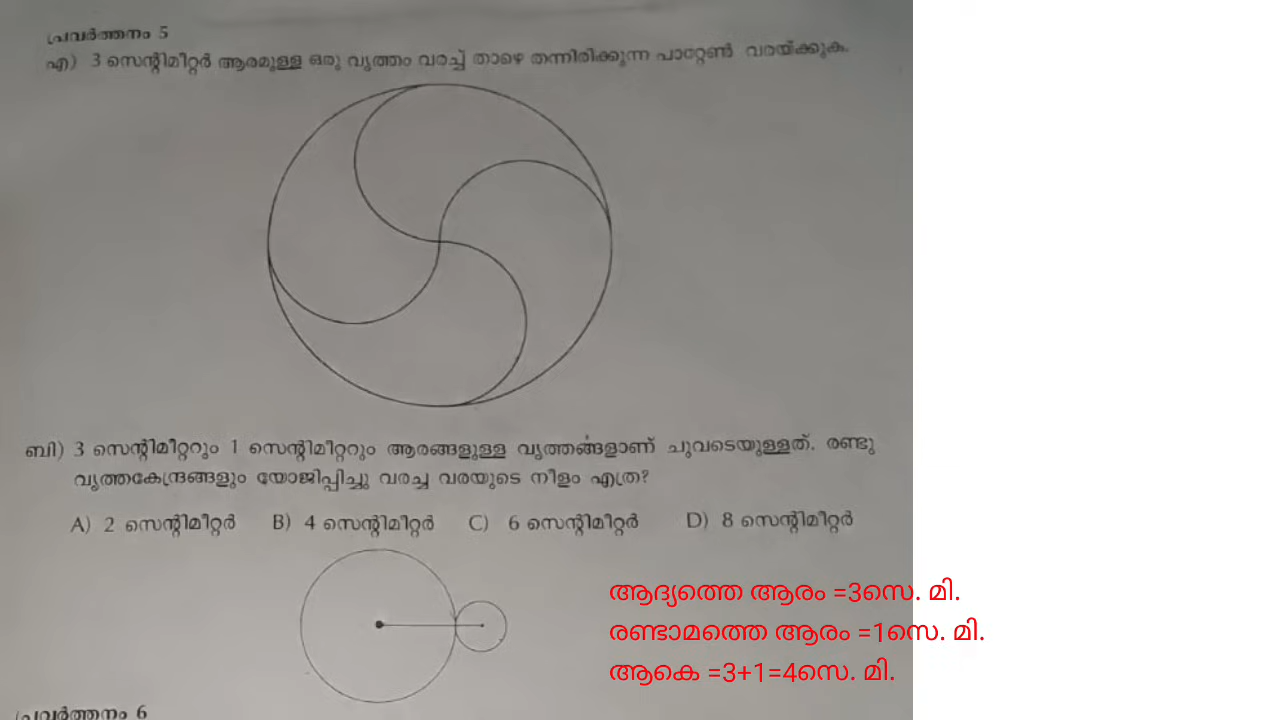 പ്രവർത്തനം 5
എ) 3 സെന്റിമീറ്റർ ആരമുള്ള ഒരു വൃത്തം വരച്ച് താഴെ തന്നിരിക്കുന്ന പാറ്റേൺ വരയ്ക്കുക.
ബി) 3 സെന്റിമീറ്ററും 1 സെന്റിമീറ്ററും ആരങ്ങളുള്ള വൃത്തങ്ങളാണ് ചുവടെയുള്ളത്. രണ്ടു
വൃത്തകേന്ദ്രങ്ങളും യോജിപ്പിച്ചു വരച്ച വരയുടെ നീളം എത്ര?
A) 2 സെന്റിമീറ്റർ B) 4 സെന്റിമീറ്റർ C) 6 സെന്റിമീറ്റർ D) 8 സെന്റിമീറ്റർ
ആദ്യത്തെ ആരം =3സെ. മി.
രണ്ടാമത്തെ ആരം =1സെ. മി.
ആകെ =3+1=4സെ. മി.
പ്രവർത്തനം 6